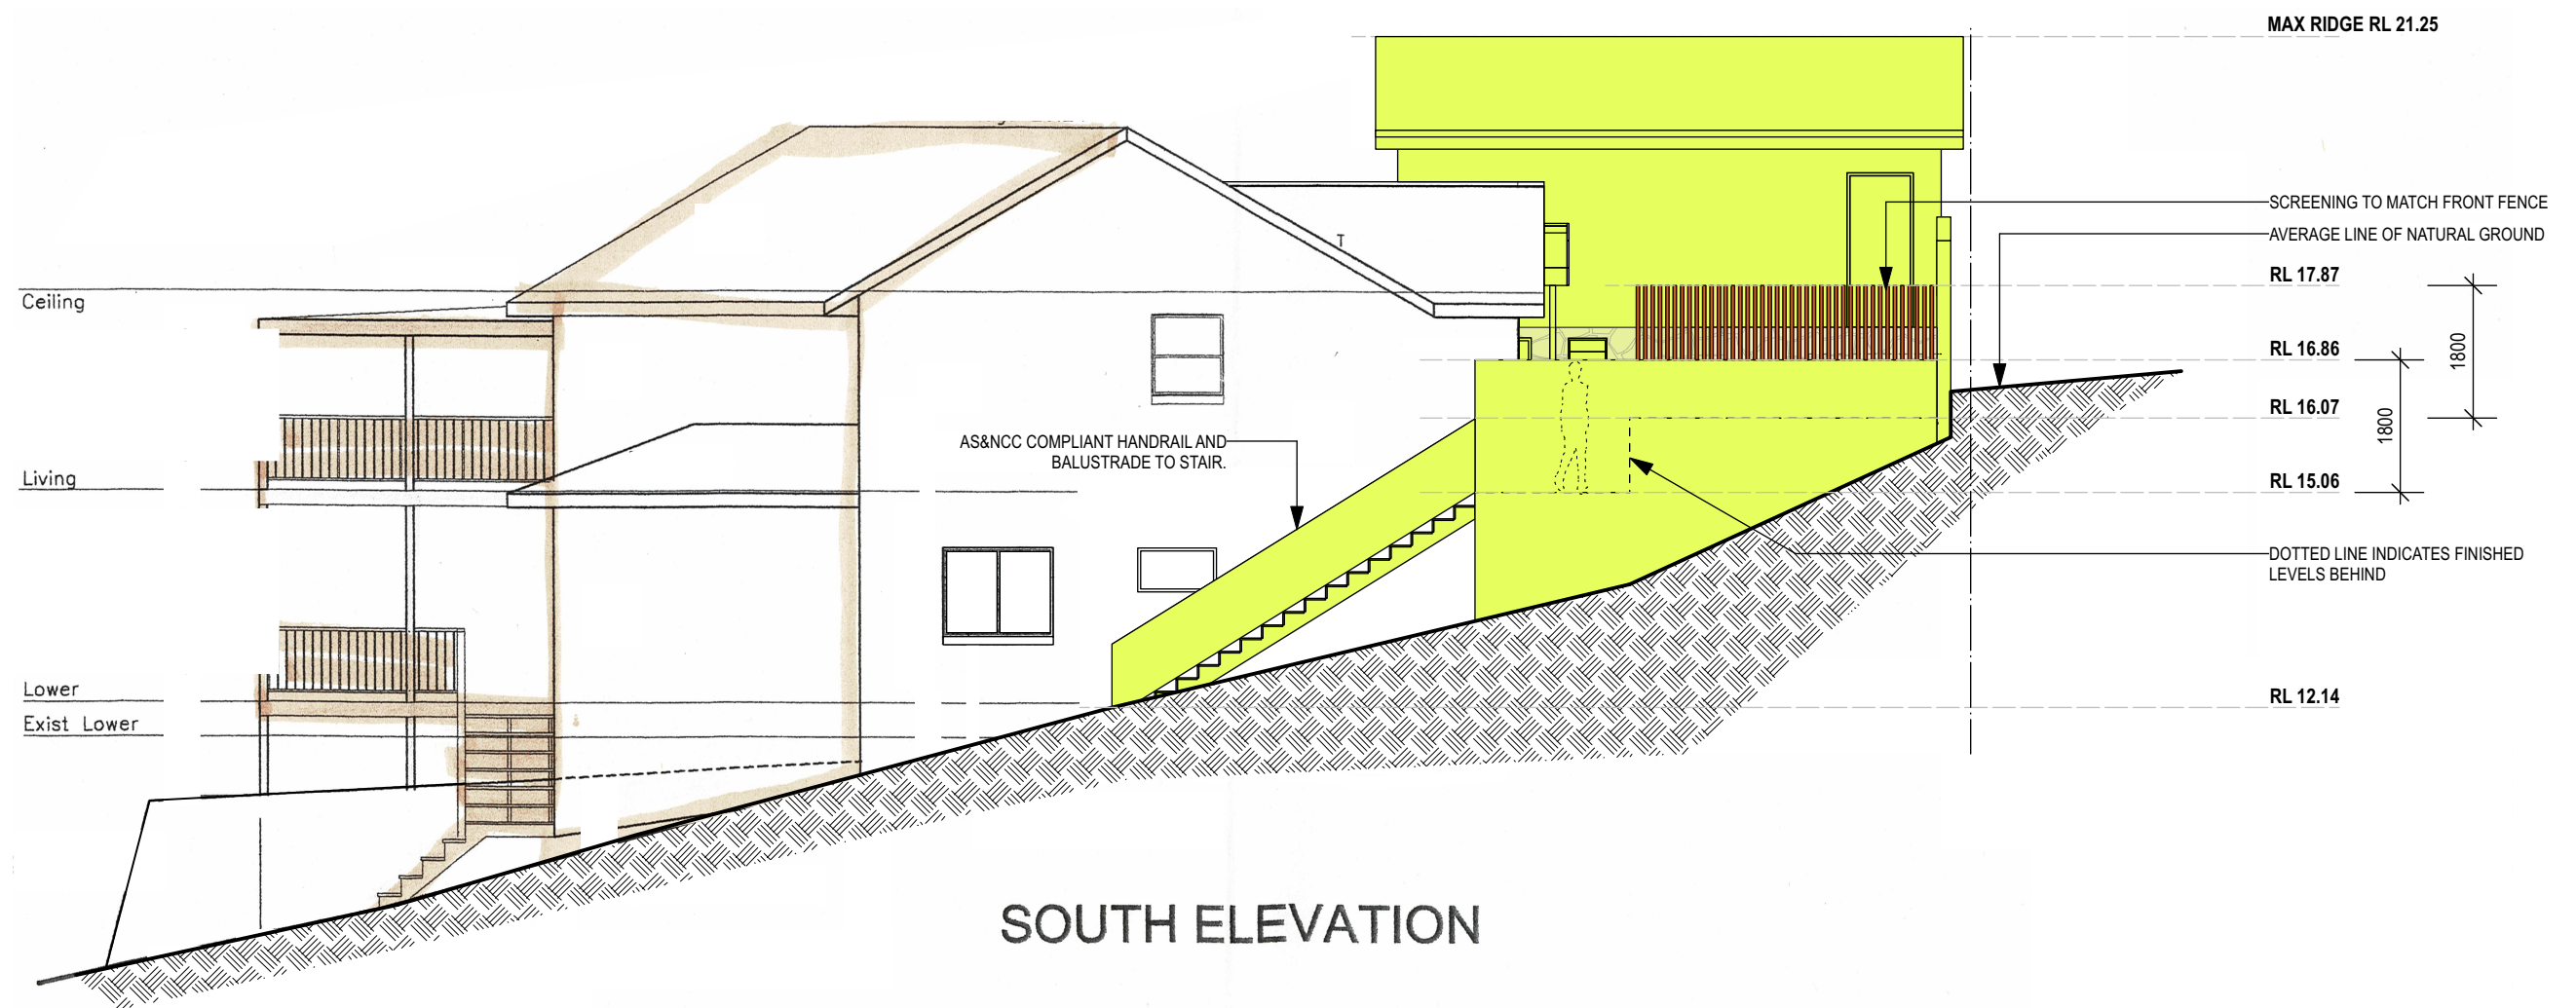 MAX RIDGE RL 21.25
SCREENING TO MATCH FRONT FENCE
AVERAGE LINE OF NATURAL GROUND
RL 17.87
Ceiling
T
RL 16.86
1800
RL 16.07
1800
AS&NCC COMPLIANT HANDRAIL AND
BALUSTRADE TO STAIR.
Living
RL 15.06
DOTTED LINE INDICATES FINISHED
LEVELS BEHIND
Lower
RL 12.14
Exist Lower
SOUTH ELEVATION